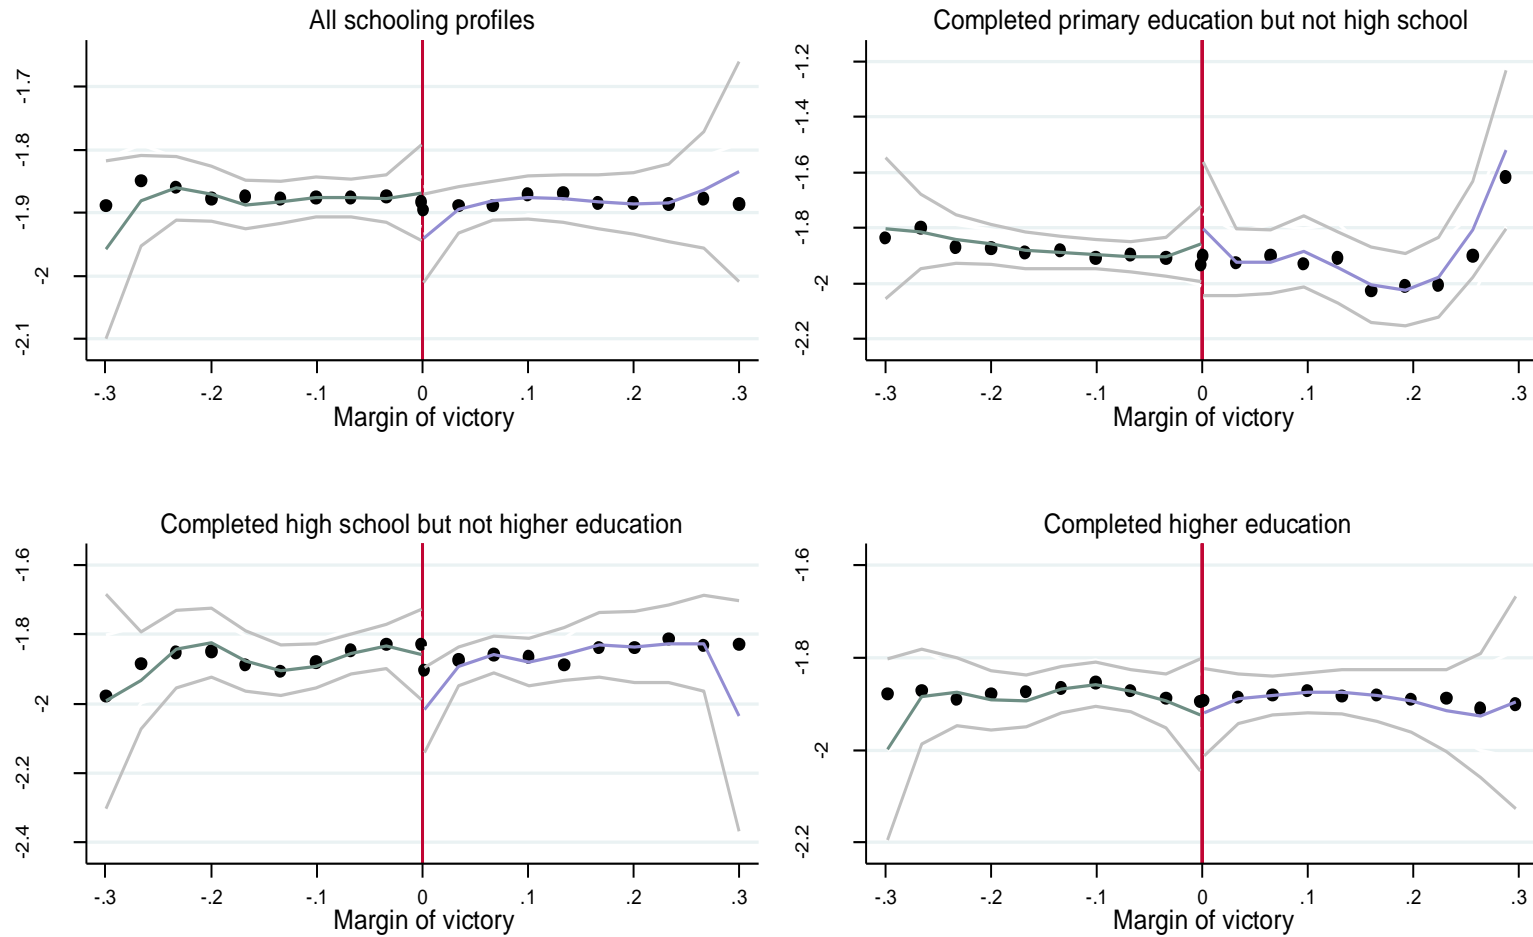 All schooling profiles
-1.7
-1.8
-1.9
-2
-2.1
-.3 -.2 -.1 0 .1 .2 .3
Margin of victory
Completed primary education but not high school
-1.2
-1.4
-1.6
-1.8
-2
-2.2
-.3 -.2 -.1 0 .1 .2 .3
Margin of victory
Completed high school but not higher education
-1.6
-1.8
-2
-2.2
-2.4
-.3 -.2 -.1 0 .1 .2 .3
Margin of victory
Completed higher education
-1.6
-1.8
-2
-2.2
-.3 -.2 -.1 0 .1 .2 .3
Margin of victory